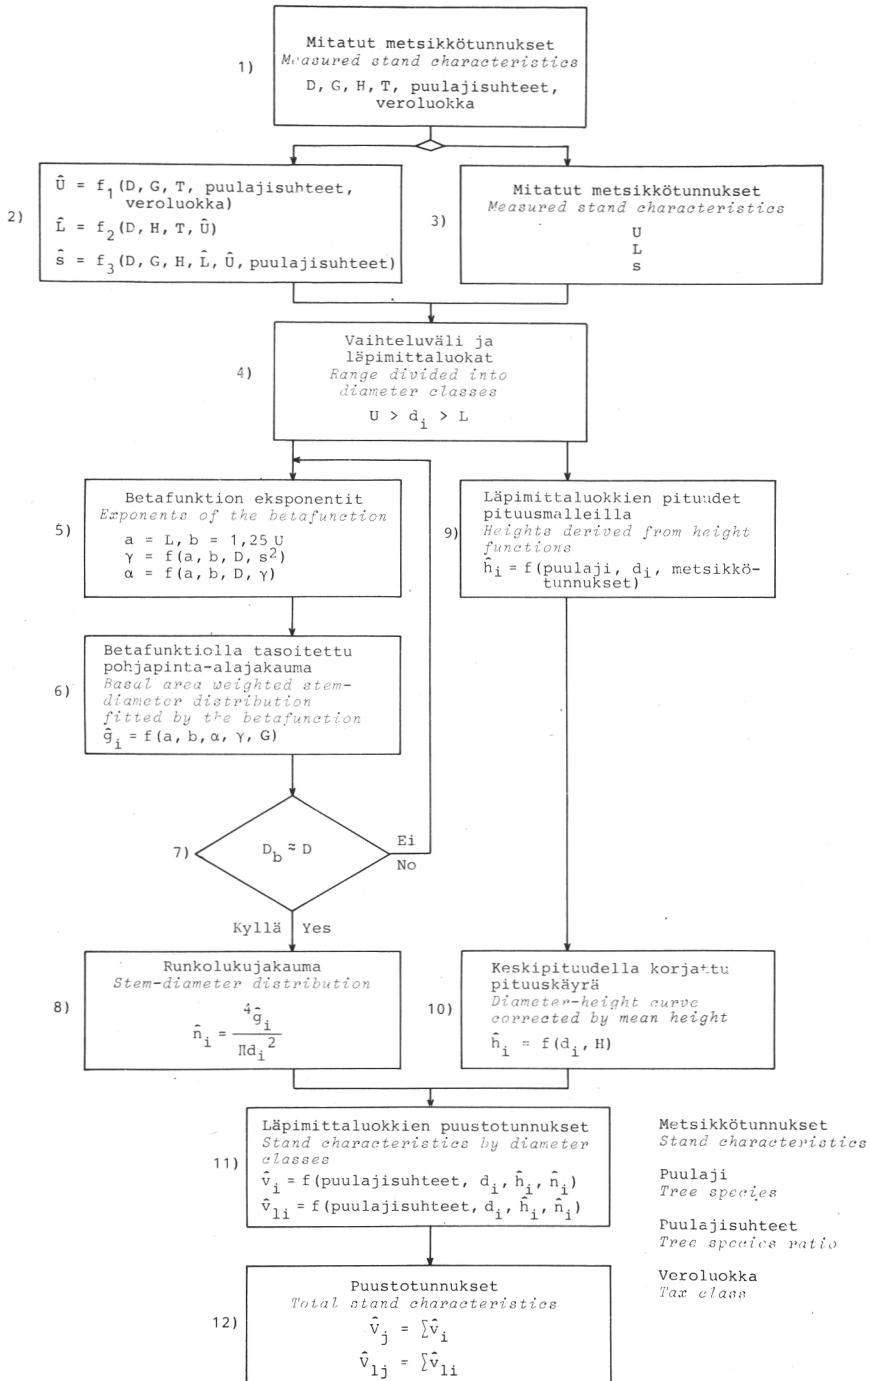 1)
Mitatut metsikkötunnukset
Measured stand characteristics
D, G, H, T, puulajisuhteet,
veroluokka
2)
Û = f₁(D, G, T, puulajisuhteet,
veroluokka)
L̂ = f₂(D, H, T, Û)
ŝ = f₃(D, G, H, L̂, Û, puulajisuhteet)
3)
Mitatut metsikkötunnukset
Measured stand characteristics
U
L
s
4)
Vaihteluväli ja
läpimittaluokat
Range divided into
diameter classes
U > dᵢ > L
5)
Betafunktion eksponentit
Exponents of the betafunction
a = L, b = 1,25 U
γ = f(a, b, D, s²)
α = f(a, b, D, γ)
6)
Betafunktiolla tasoitettu
pohjapinta-alajakauma
Basal area weighted stem-
diameter distribution
fitted by the betafunction
ĝᵢ = f(a, b, α, γ, G)
7)
D_b ≈ D
Ei
No
Kyllä Yes
8)
Runkolukujakauma
Stem-diameter distribution
n̂ᵢ = 4ĝᵢ / Πdᵢ²
9)
Läpimittaluokkien pituudet
pituusmalleilla
Heights derived from height
functions
ĥᵢ = f(puulaji, dᵢ, metsikkö-
tunnukset)
10)
Keskipituudella korjattu
pituuskäyrä
Diameter-height curve
corrected by mean height
ĥᵢ = f(dᵢ, H)
11)
Läpimittaluokkien puustotunnukset
Stand characteristics by diameter
classes
v̂ᵢ = f(puulajisuhteet, dᵢ, ĥᵢ, n̂ᵢ)
v̂ₗᵢ = f(puulajisuhteet, dᵢ, ĥᵢ, n̂ᵢ)
12)
Puustotunnukset
Total stand characteristics
v̂ⱼ = ∑v̂ᵢ
v̂ₗⱼ = ∑v̂ₗᵢ
Metsikkötunnukset
Stand characteristics
Puulaji
Tree species
Puulajisuhteet
Tree species ratio
Veroluokka
Tax class